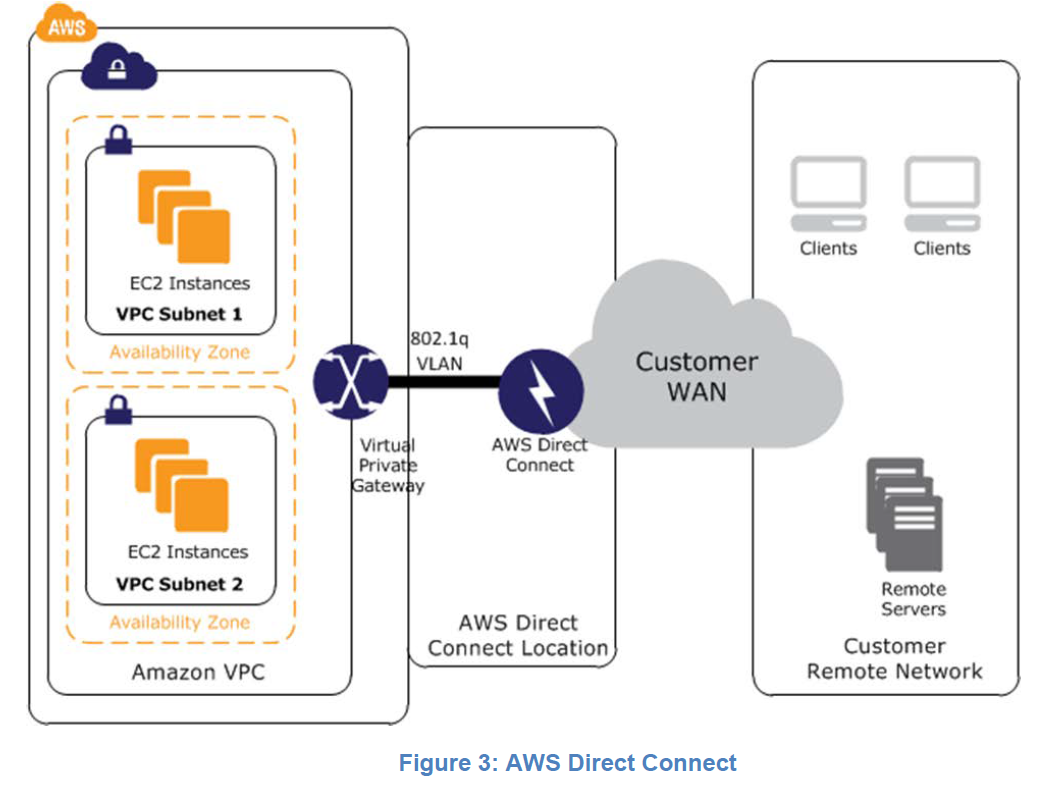 AWS
EC2 Instances
VPC Subnet 1
Availability Zone
EC2 Instances
VPC Subnet 2
Availability Zone
Amazon VPC
802.1q
VLAN
Virtual
Private
Gateway
AWS Direct
Connect
AWS Direct
Connect Location
Customer
WAN
Clients
Clients
Remote
Servers
Customer
Remote Network
Figure 3: AWS Direct Connect